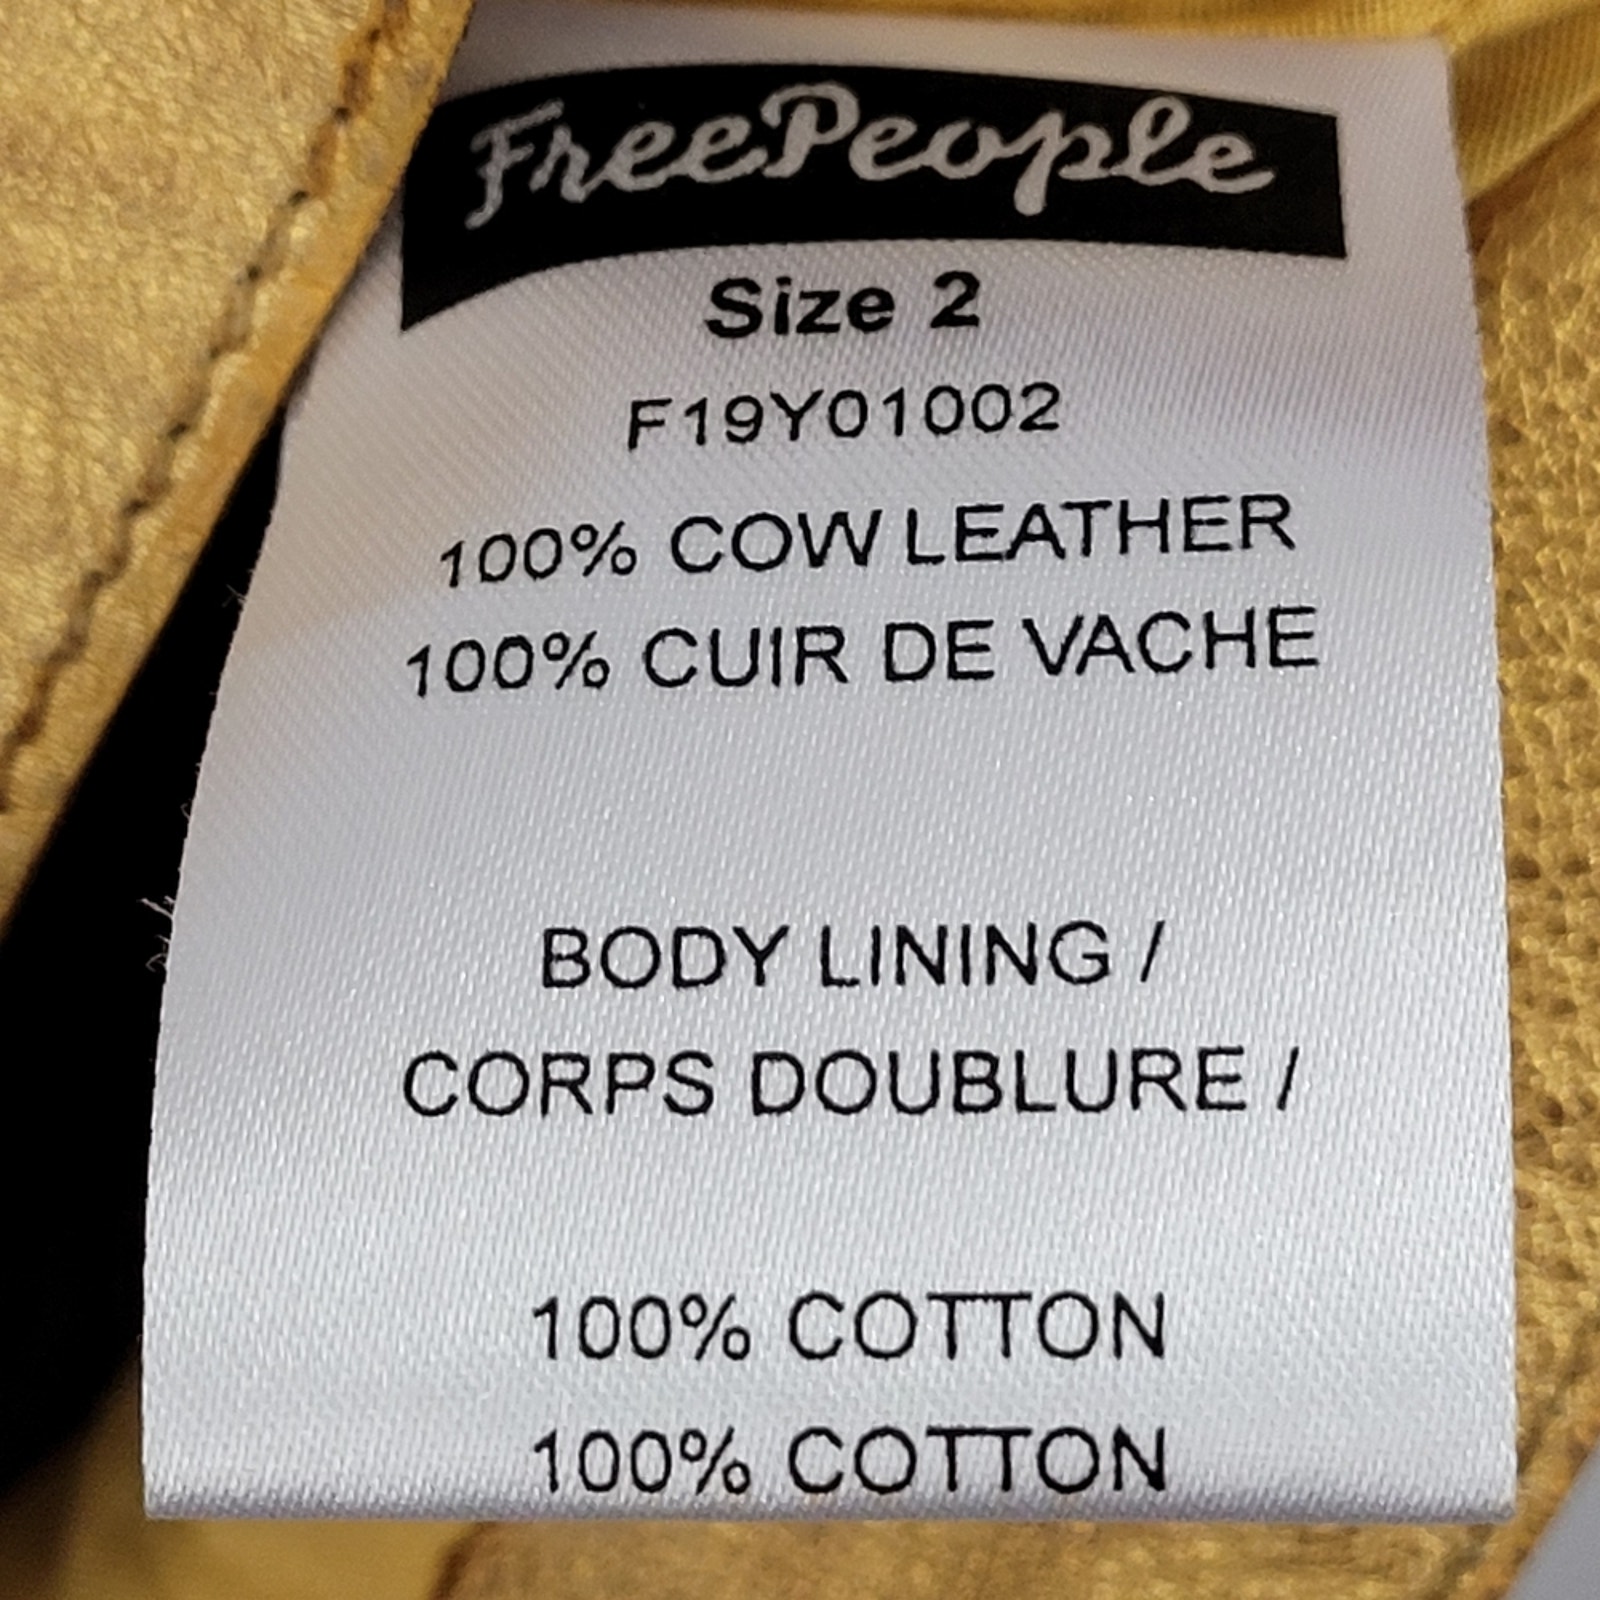 FreePeople
Size 2
F19Y01002
100% COW LEATHER
100% CUIR DE VACHE
BODY LINING /
CORPS DOUBLURE /
100% COTTON
100% COTTON